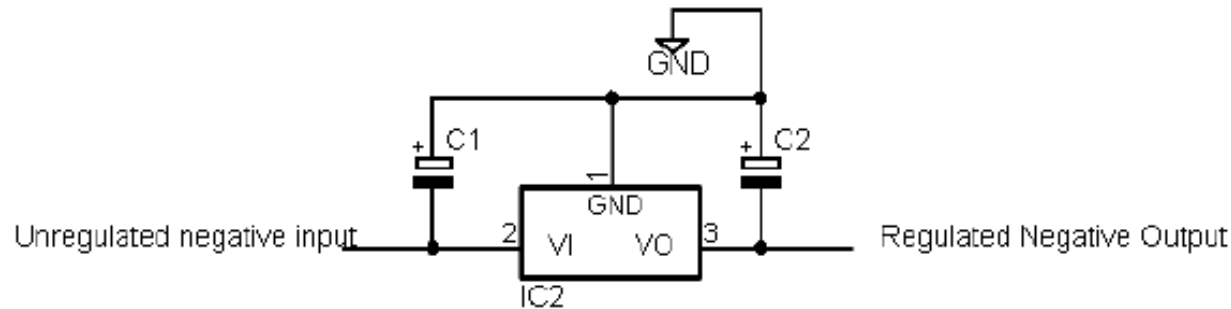 GND
+ C1
+ C2
1
GND
Unregulated negative input
2 VI VO 3
Regulated Negative Output
IC2